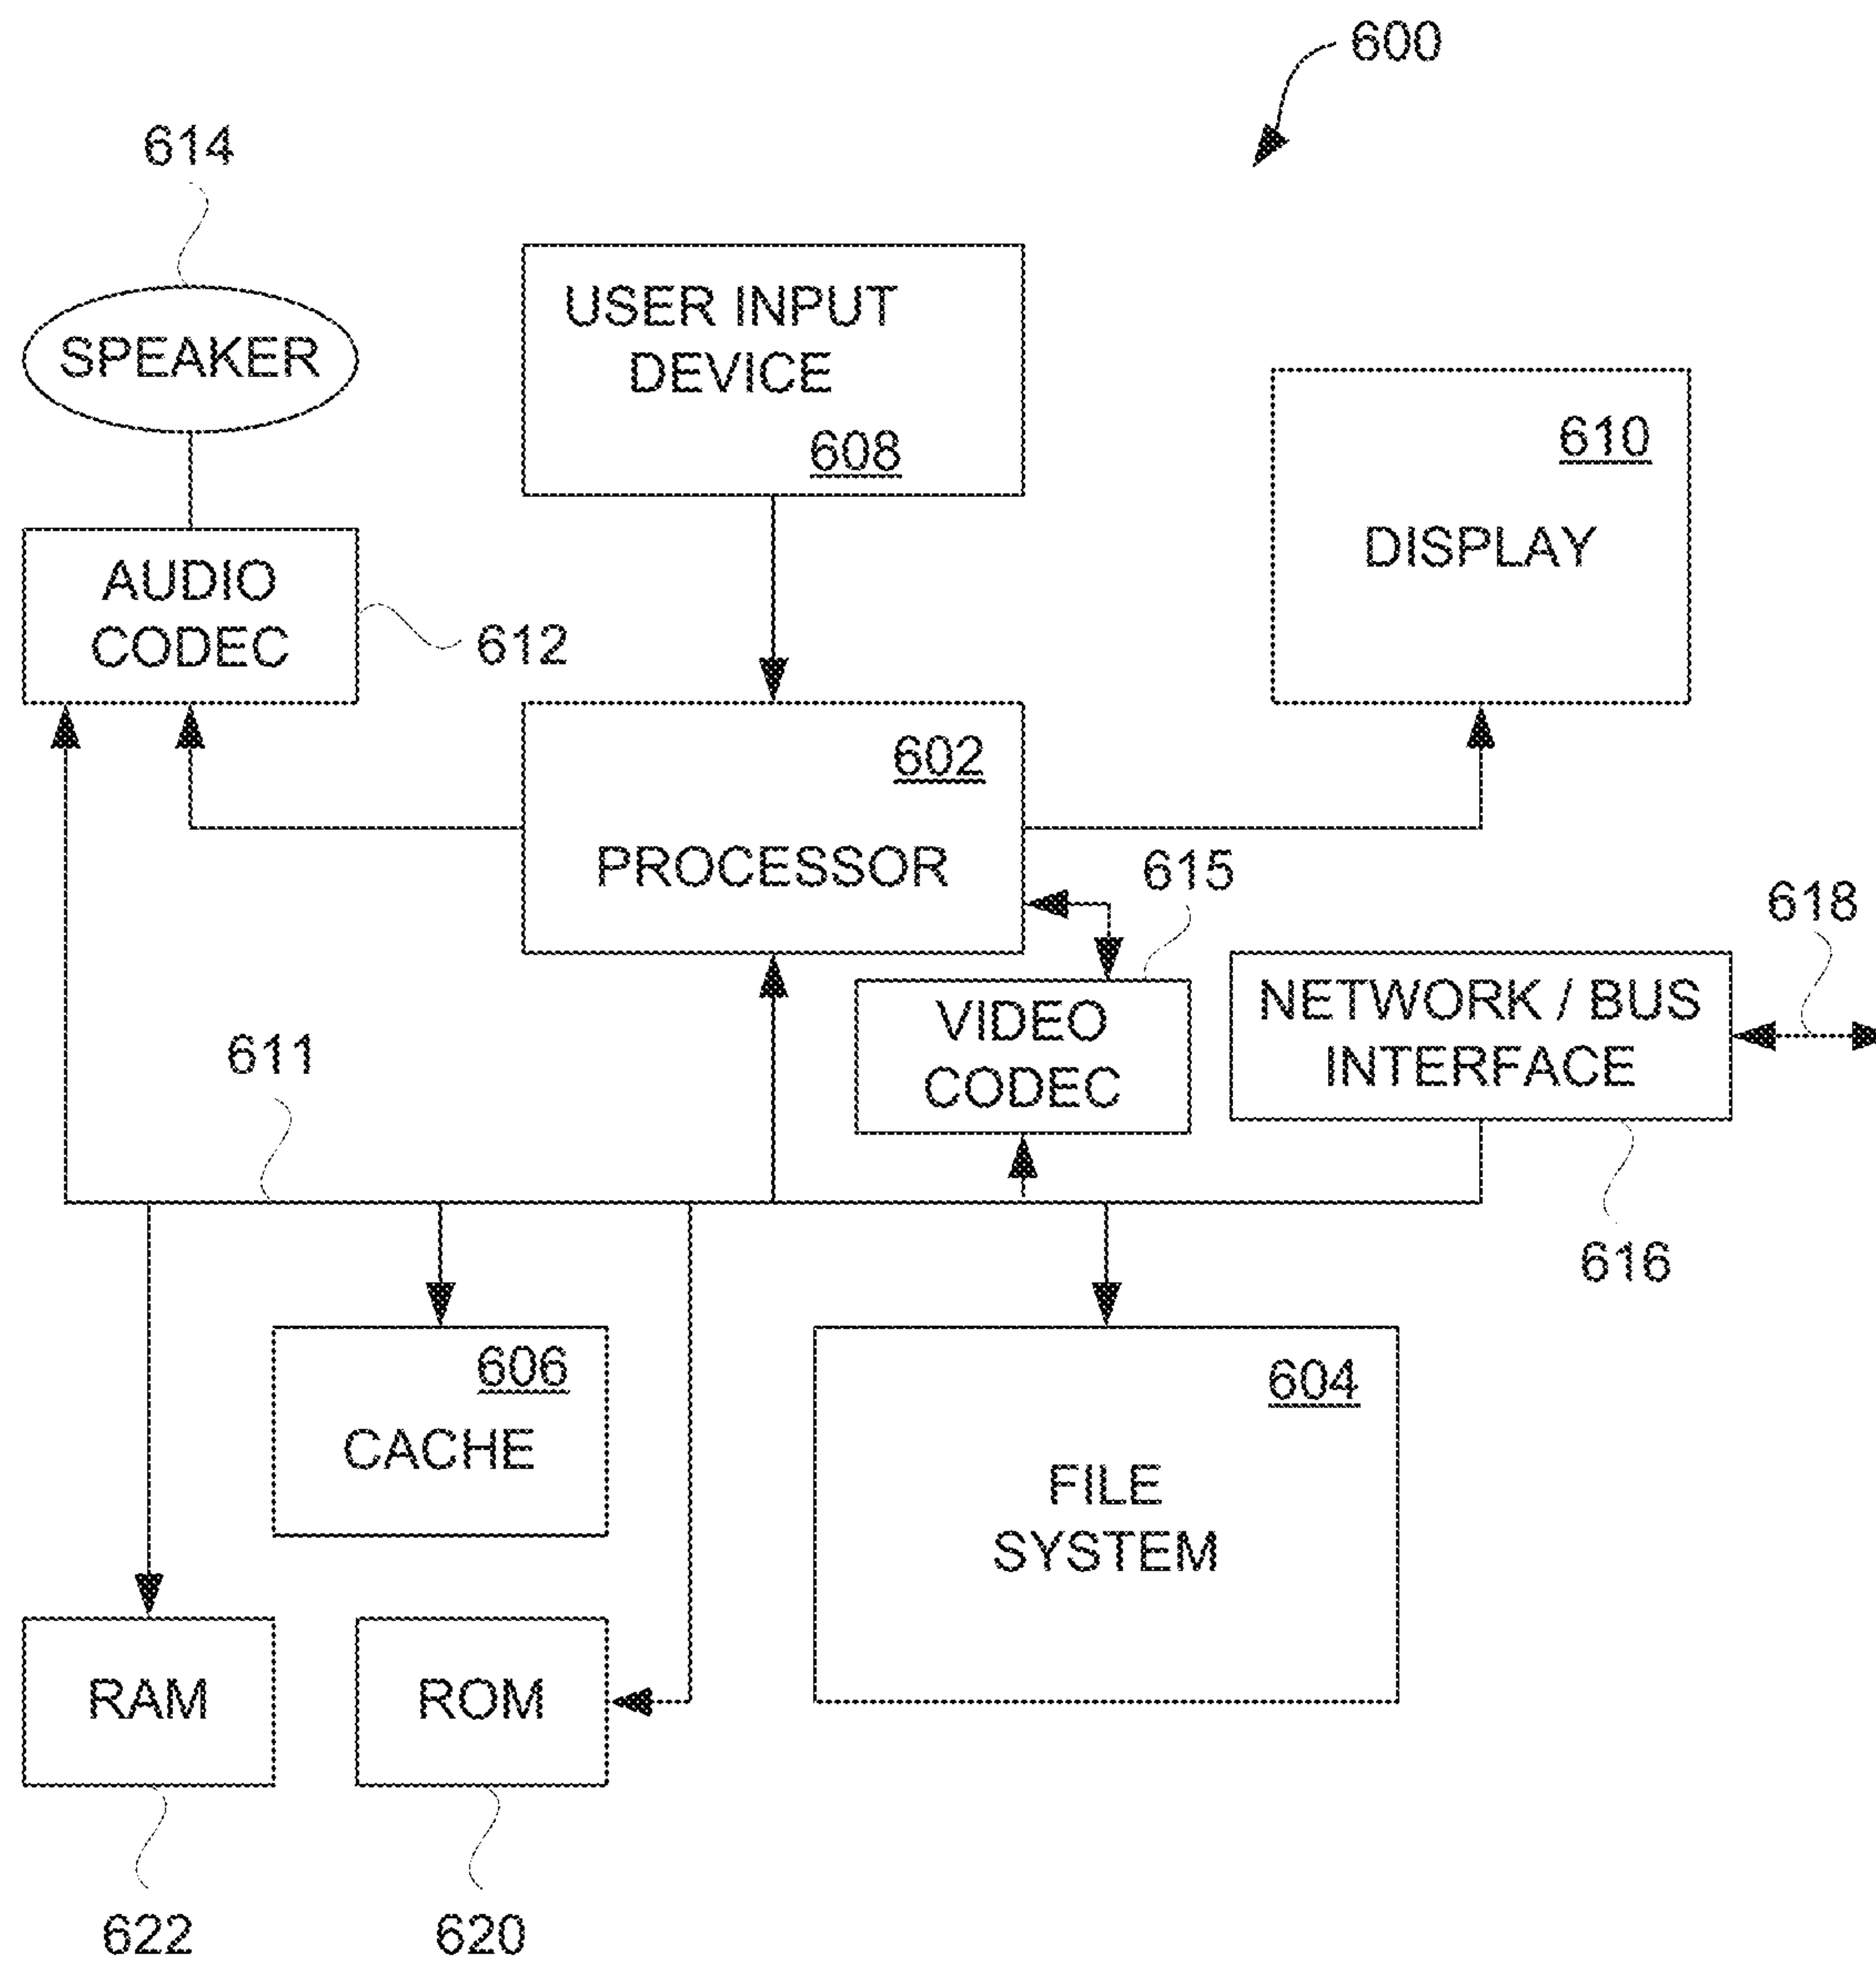 600
614
SPEAKER
USER INPUT
DEVICE
608
610
DISPLAY
AUDIO
CODEC
612
602
PROCESSOR
615
618
VIDEO
CODEC
NETWORK / BUS
INTERFACE
611
616
606
CACHE
604
FILE
SYSTEM
RAM
ROM
622
620